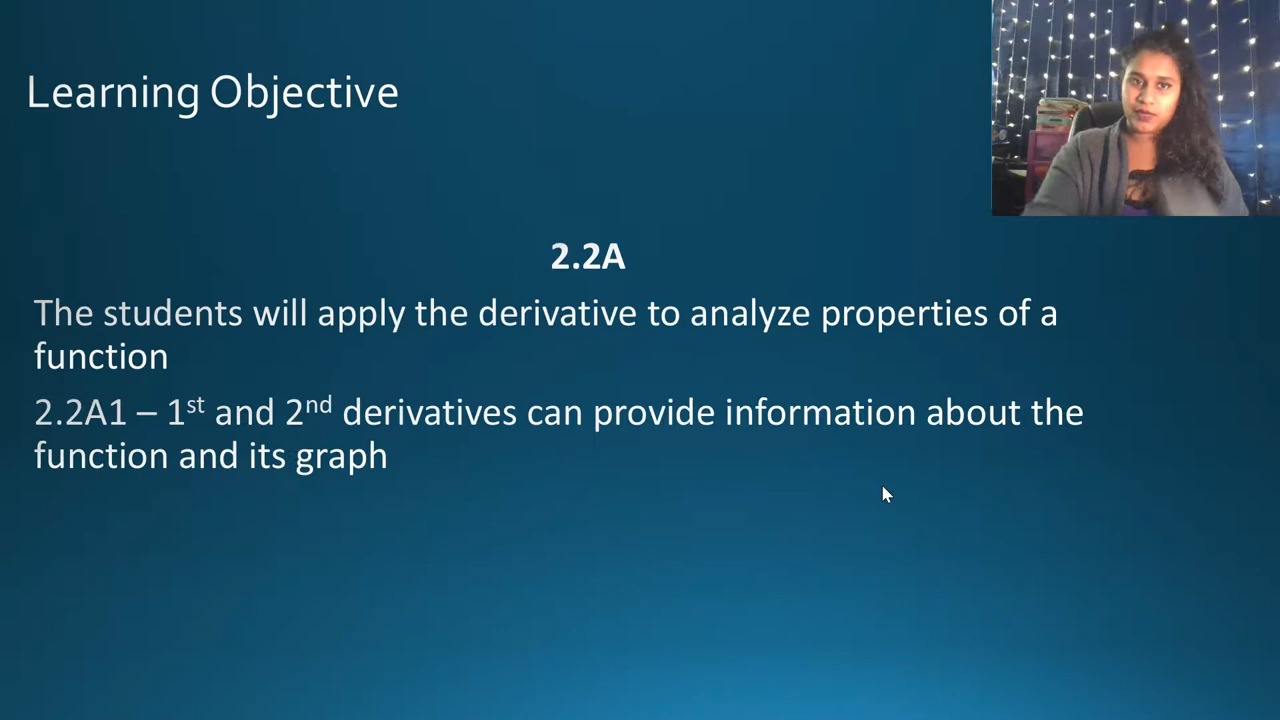 Learning Objective
2.2A
The students will apply the derivative to analyze properties of a
function
2.2A1 – 1st and 2nd derivatives can provide information about the
function and its graph